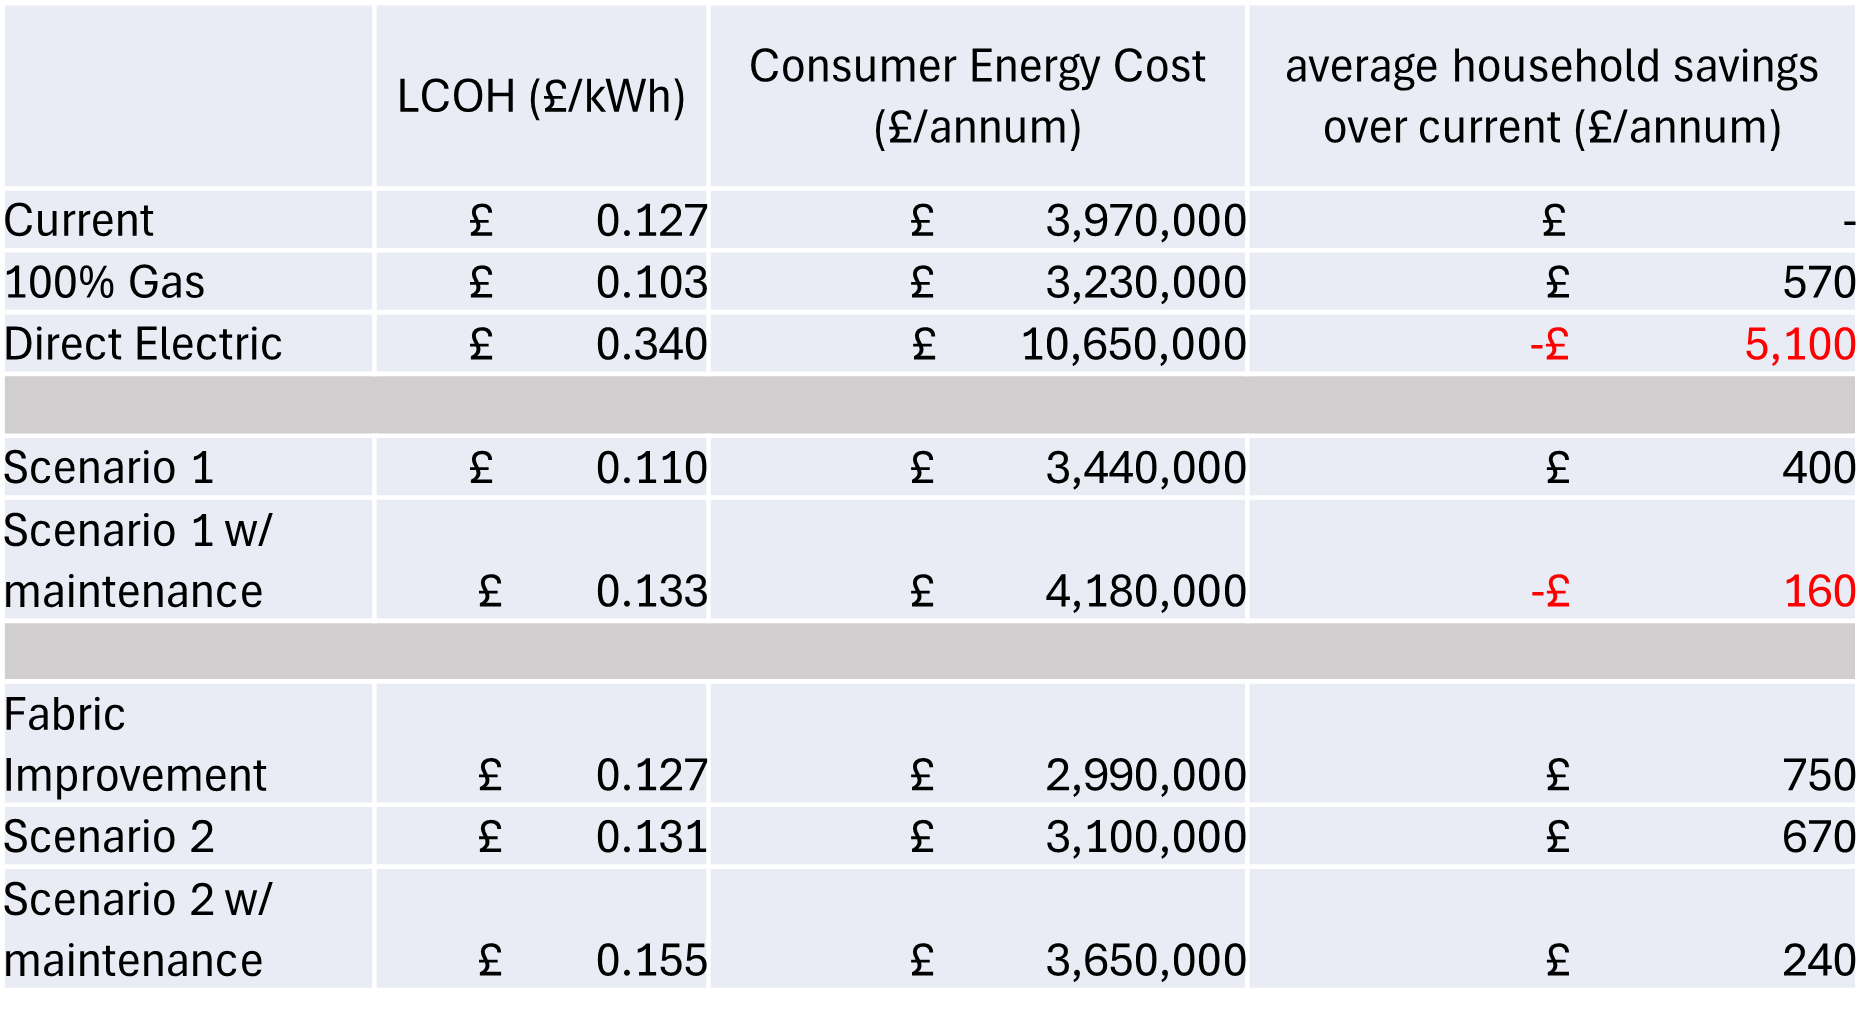 LCOH (£/kWh)
Consumer Energy Cost
(£/annum)
average household savings
over current (£/annum)
Current £ 0.127 £ 3,970,000 £ -
100% Gas £ 0.103 £ 3,230,000 £ 570
Direct Electric £ 0.340 £ 10,650,000 -£ 5,100
Scenario 1 £ 0.110 £ 3,440,000 £ 400
Scenario 1 w/
maintenance £ 0.133 £ 4,180,000 -£ 160
Fabric
Improvement £ 0.127 £ 2,990,000 £ 750
Scenario 2 £ 0.131 £ 3,100,000 £ 670
Scenario 2 w/
maintenance £ 0.155 £ 3,650,000 £ 240